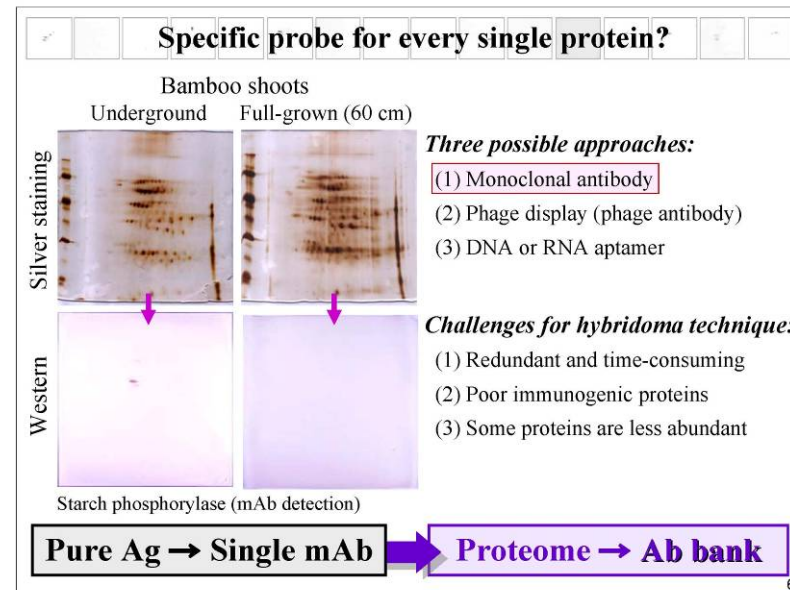 Specific probe for every single protein?
Bamboo shoots
Underground
Full-grown (60 cm)
Silver staining
Western
Starch phosphorylase (mAb detection)
Three possible approaches:
(1) Monoclonal antibody
(2) Phage display (phage antibody)
(3) DNA or RNA aptamer
Challenges for hybridoma technique:
(1) Redundant and time-consuming
(2) Poor immunogenic proteins
(3) Some proteins are less abundant
Pure Ag → Single mAb
Proteome → Ab bank
6